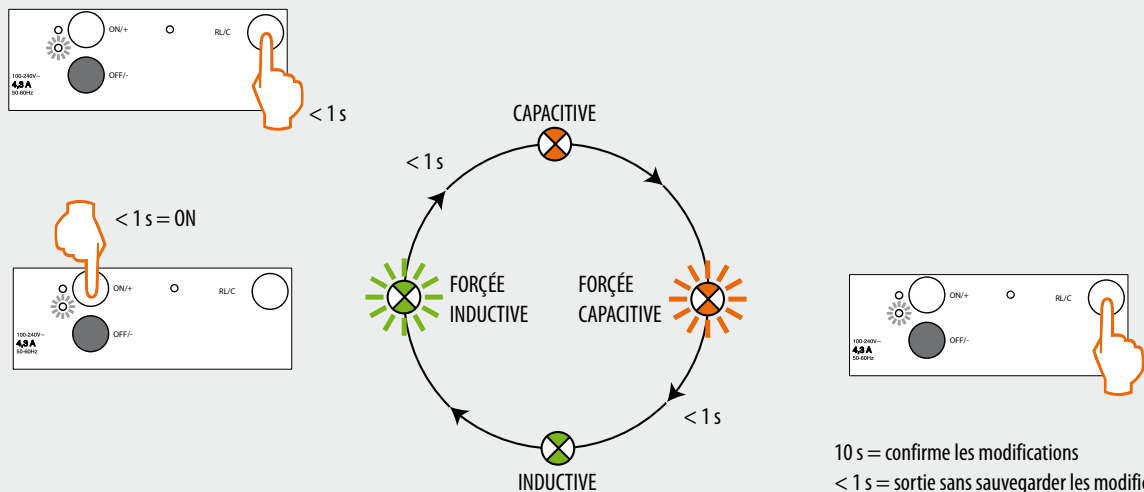 ON/+
RL/C
OFF/-
100-240V~
4,3 A
50-60Hz
< 1 s
CAPACITIVE
< 1 s
< 1 s = ON
ON/+
RL/C
OFF/-
100-240V~
4,3 A
50-60Hz
FORÇÉE
INDUCTIVE
FORÇÉE
CAPACITIVE
ON/+
RL/C
OFF/-
100-240V~
4,3 A
50-60Hz
< 1 s
INDUCTIVE
10 s = confirme les modifications
< 1 s = sortie sans sauvegarder les